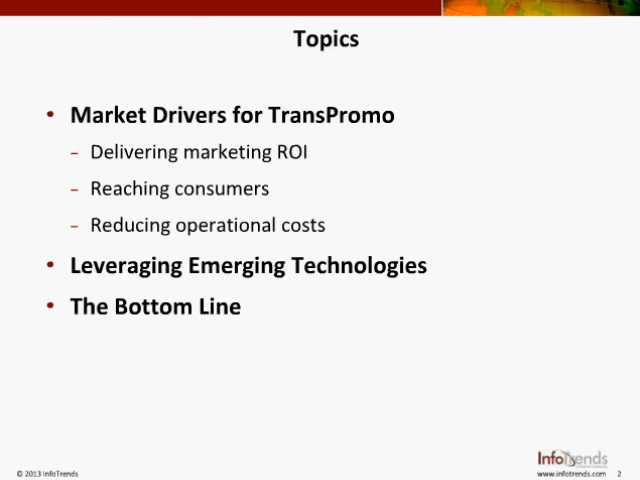 Topics
• Market Drivers for TransPromo
– Delivering marketing ROI
– Reaching consumers
– Reducing operational costs
• Leveraging Emerging Technologies
• The Bottom Line
InfoTrends
© 2013 InfoTrends
www.infotrends.com 2